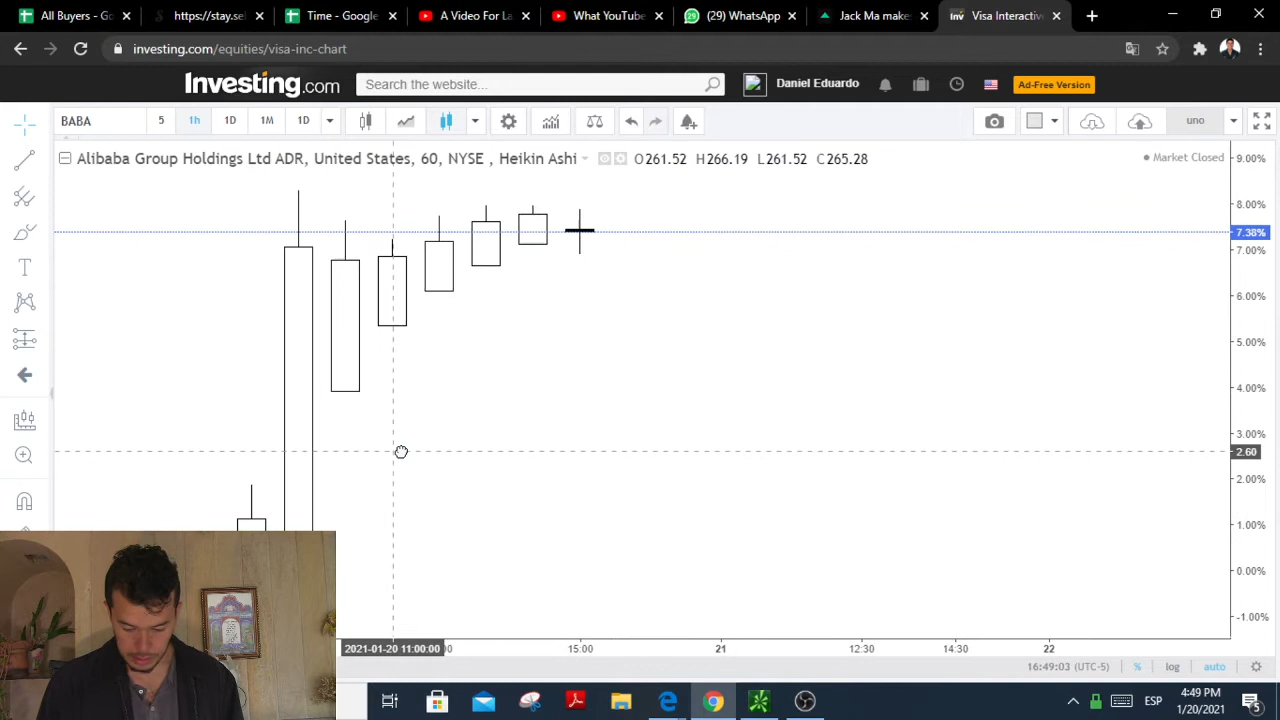 All Buyers - G
https://stay.sel
Time - Google
A Video For La
What YouTube
(29) WhatsApp
Jack Ma make
Visa Interactiv
investing.com/equities/visa-inc-chart
Investing.com
Search the website...
Daniel Eduardo
Ad-Free Version
BABA
5
1h
1D
1M
1D
uno
Alibaba Group Holdings Ltd ADR, United States, 60, NYSE , Heikin Ashi
O261.52 H266.19 L261.52 C265.28
Market Closed
9.00%
8.00%
7.38%
7.00%
6.00%
5.00%
4.00%
3.00%
2.60
2.00%
1.00%
0.00%
-1.00%
2021-01-20 11:00:00
15:00
21
12:30
14:30
22
16:49:03 (UTC-5)
%
log
auto
ESP
4:49 PM
1/20/2021
5